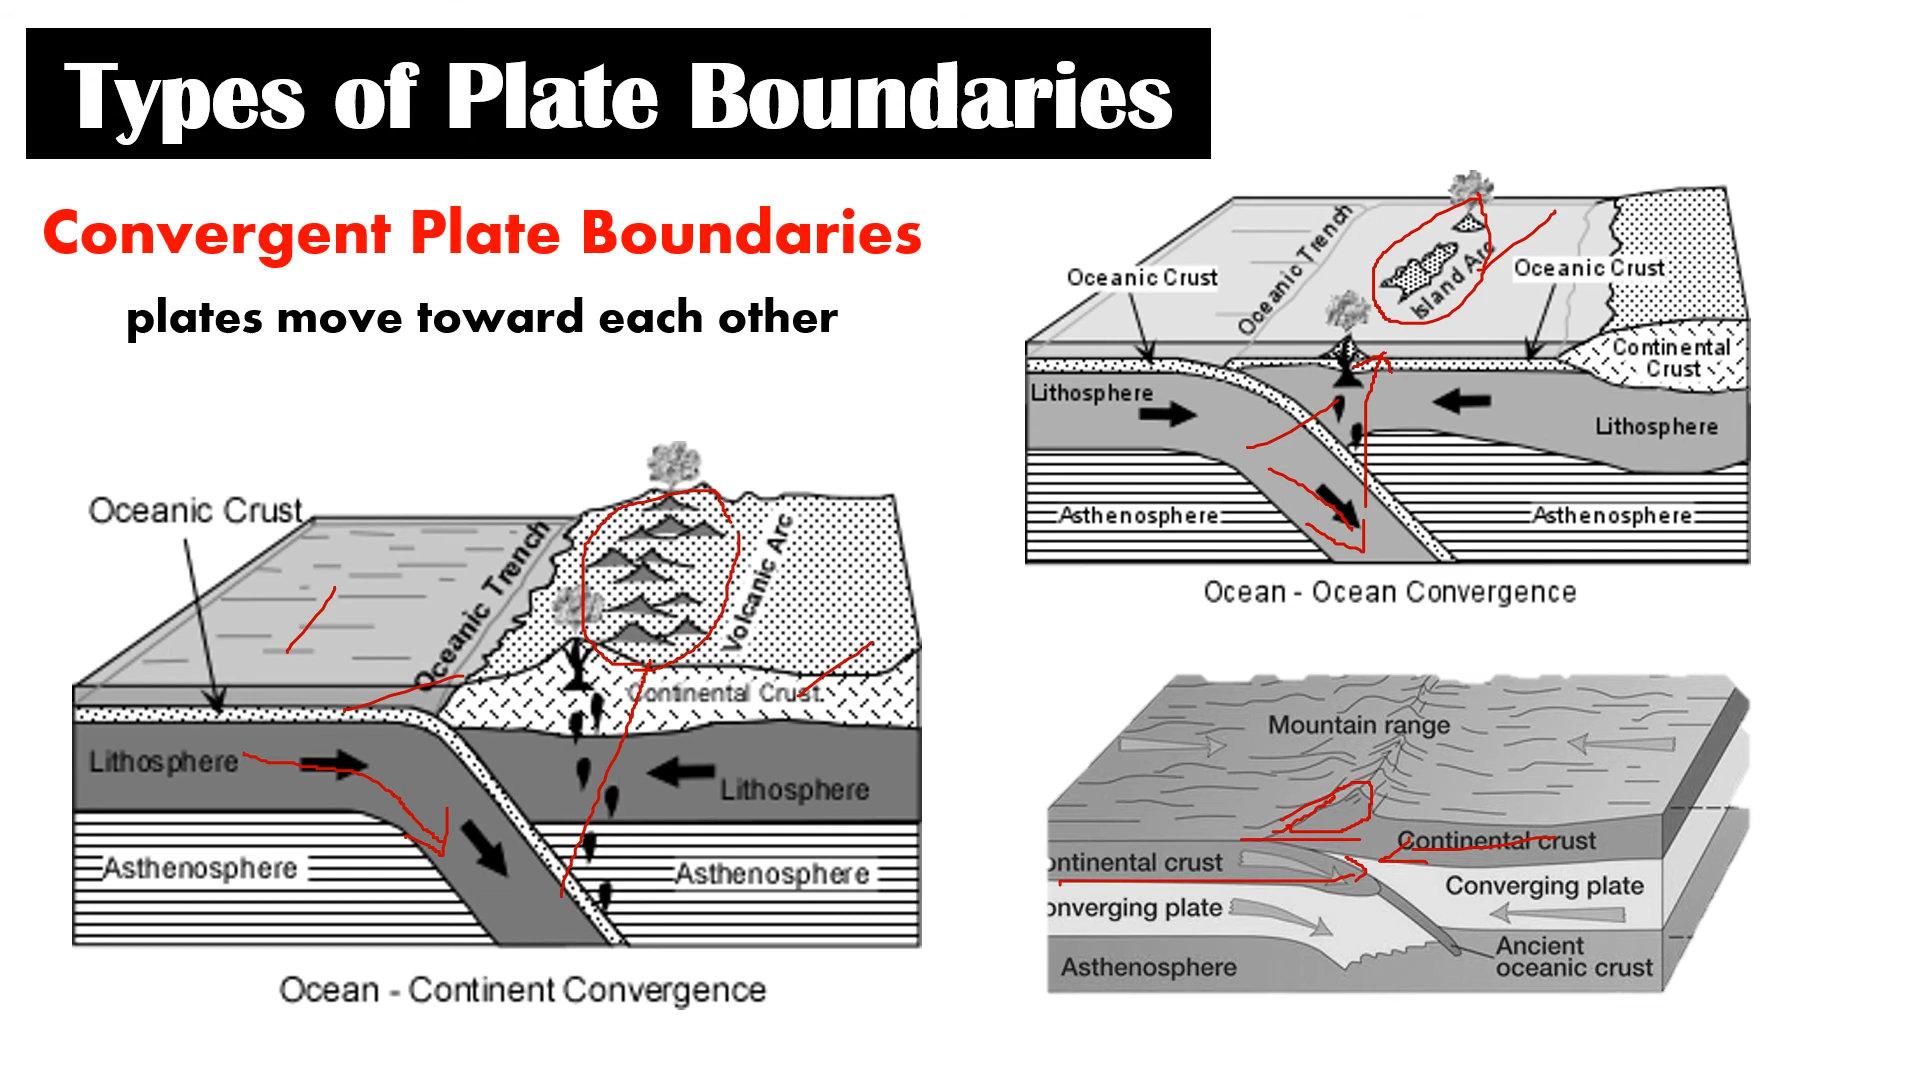 Types of Plate Boundaries
Convergent Plate Boundaries
plates move toward each other
Oceanic Crust
Oceanic Trench
Volcanic Arc
Continental Crust
Lithosphere
Lithosphere
Asthenosphere
Asthenosphere
Ocean - Continent Convergence
Oceanic Crust
Oceanic Trench
Island Arc
Oceanic Crust
Continental
Crust
Lithosphere
Lithosphere
Asthenosphere
Asthenosphere
Ocean - Ocean Convergence
Mountain range
Continental crust
ontinental crust
Converging plate
onverging plate
Ancient
oceanic crust
Asthenosphere